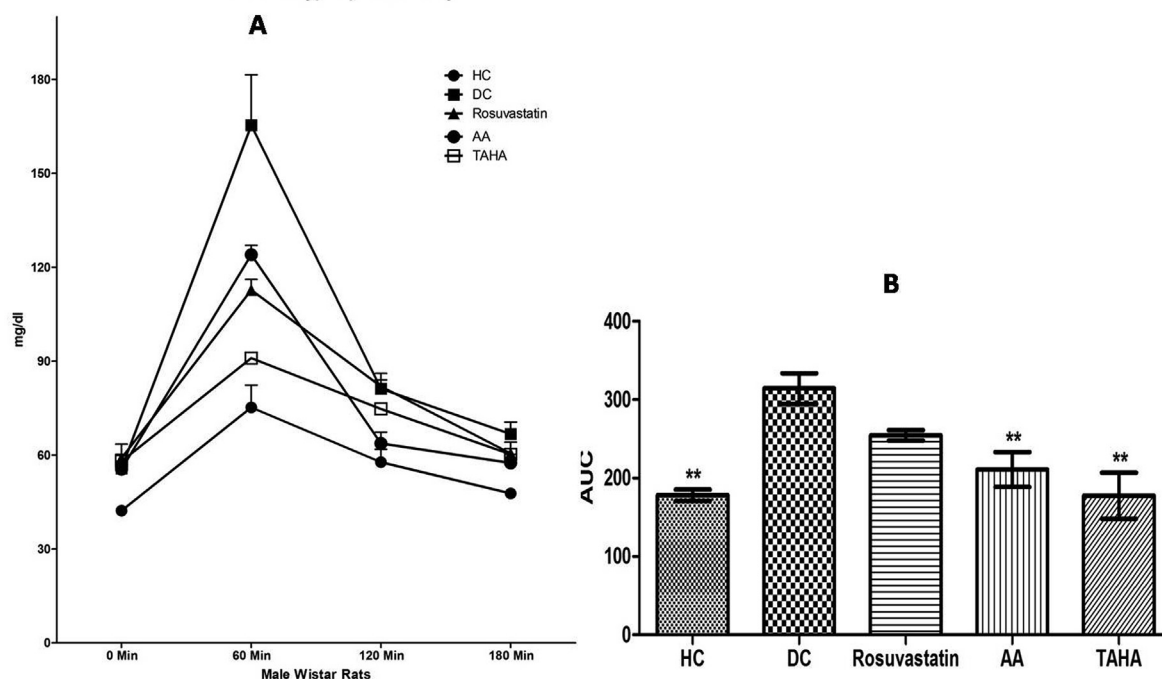 A
HC
DC
Rosuvastatin
AA
TAHA
180
150
120
90
60
30
0
mg/dl
0 Min 60 Min 120 Min 180 Min
Male Wistar Rats
B
400
300
200
100
0
AUC
** ** **
HC DC Rosuvastatin AA TAHA